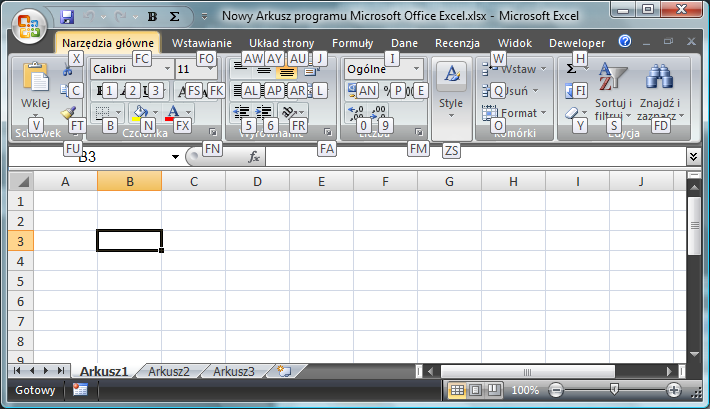 B Nowy Arkusz programu Microsoft Office Excel.xlsx - Microsoft Excel
Narzędzia główne Wstawianie Układ strony Formuły Dane Recenzja Widok Deweloper
X FC FO AW AY AU J I W H
Calibri 11 Ogólne Wstaw Σ
C B 1 2 3 FS FK AL AP AR L AN % P E Q Usuń FI
Wklej Style Sortuj i filtruj Znajdź i zaznacz
V FT B N FX 5 6 FR 0 9 O Format Y S FD
Schowek Czcionka Wyrównanie Liczba Komórki Edycja
FU FN FA FM ZS
B3 fx
A B C D E F G H I J
1
2
3
4
5
6
7
8
9
Arkusz1 Arkusz2 Arkusz3
Gotowy 100%